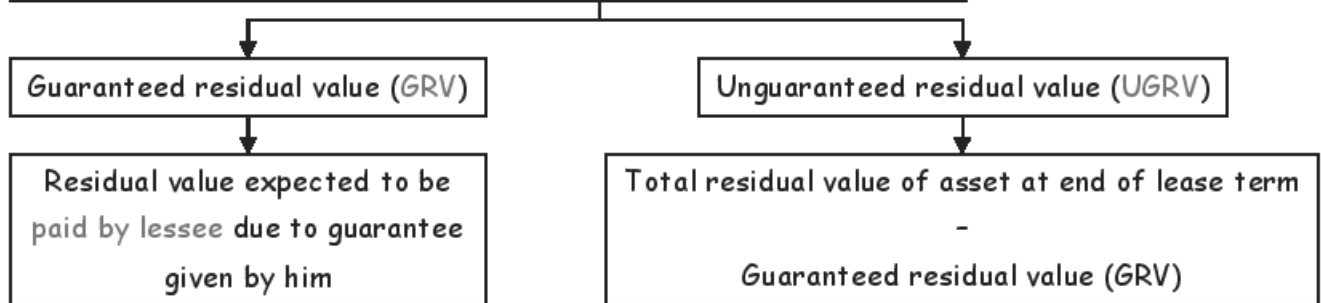 Guaranteed residual value (GRV)
Unguaranteed residual value (UGRV)
Residual value expected to be
paid by lessee due to guarantee
given by him
Total residual value of asset at end of lease term
-
Guaranteed residual value (GRV)